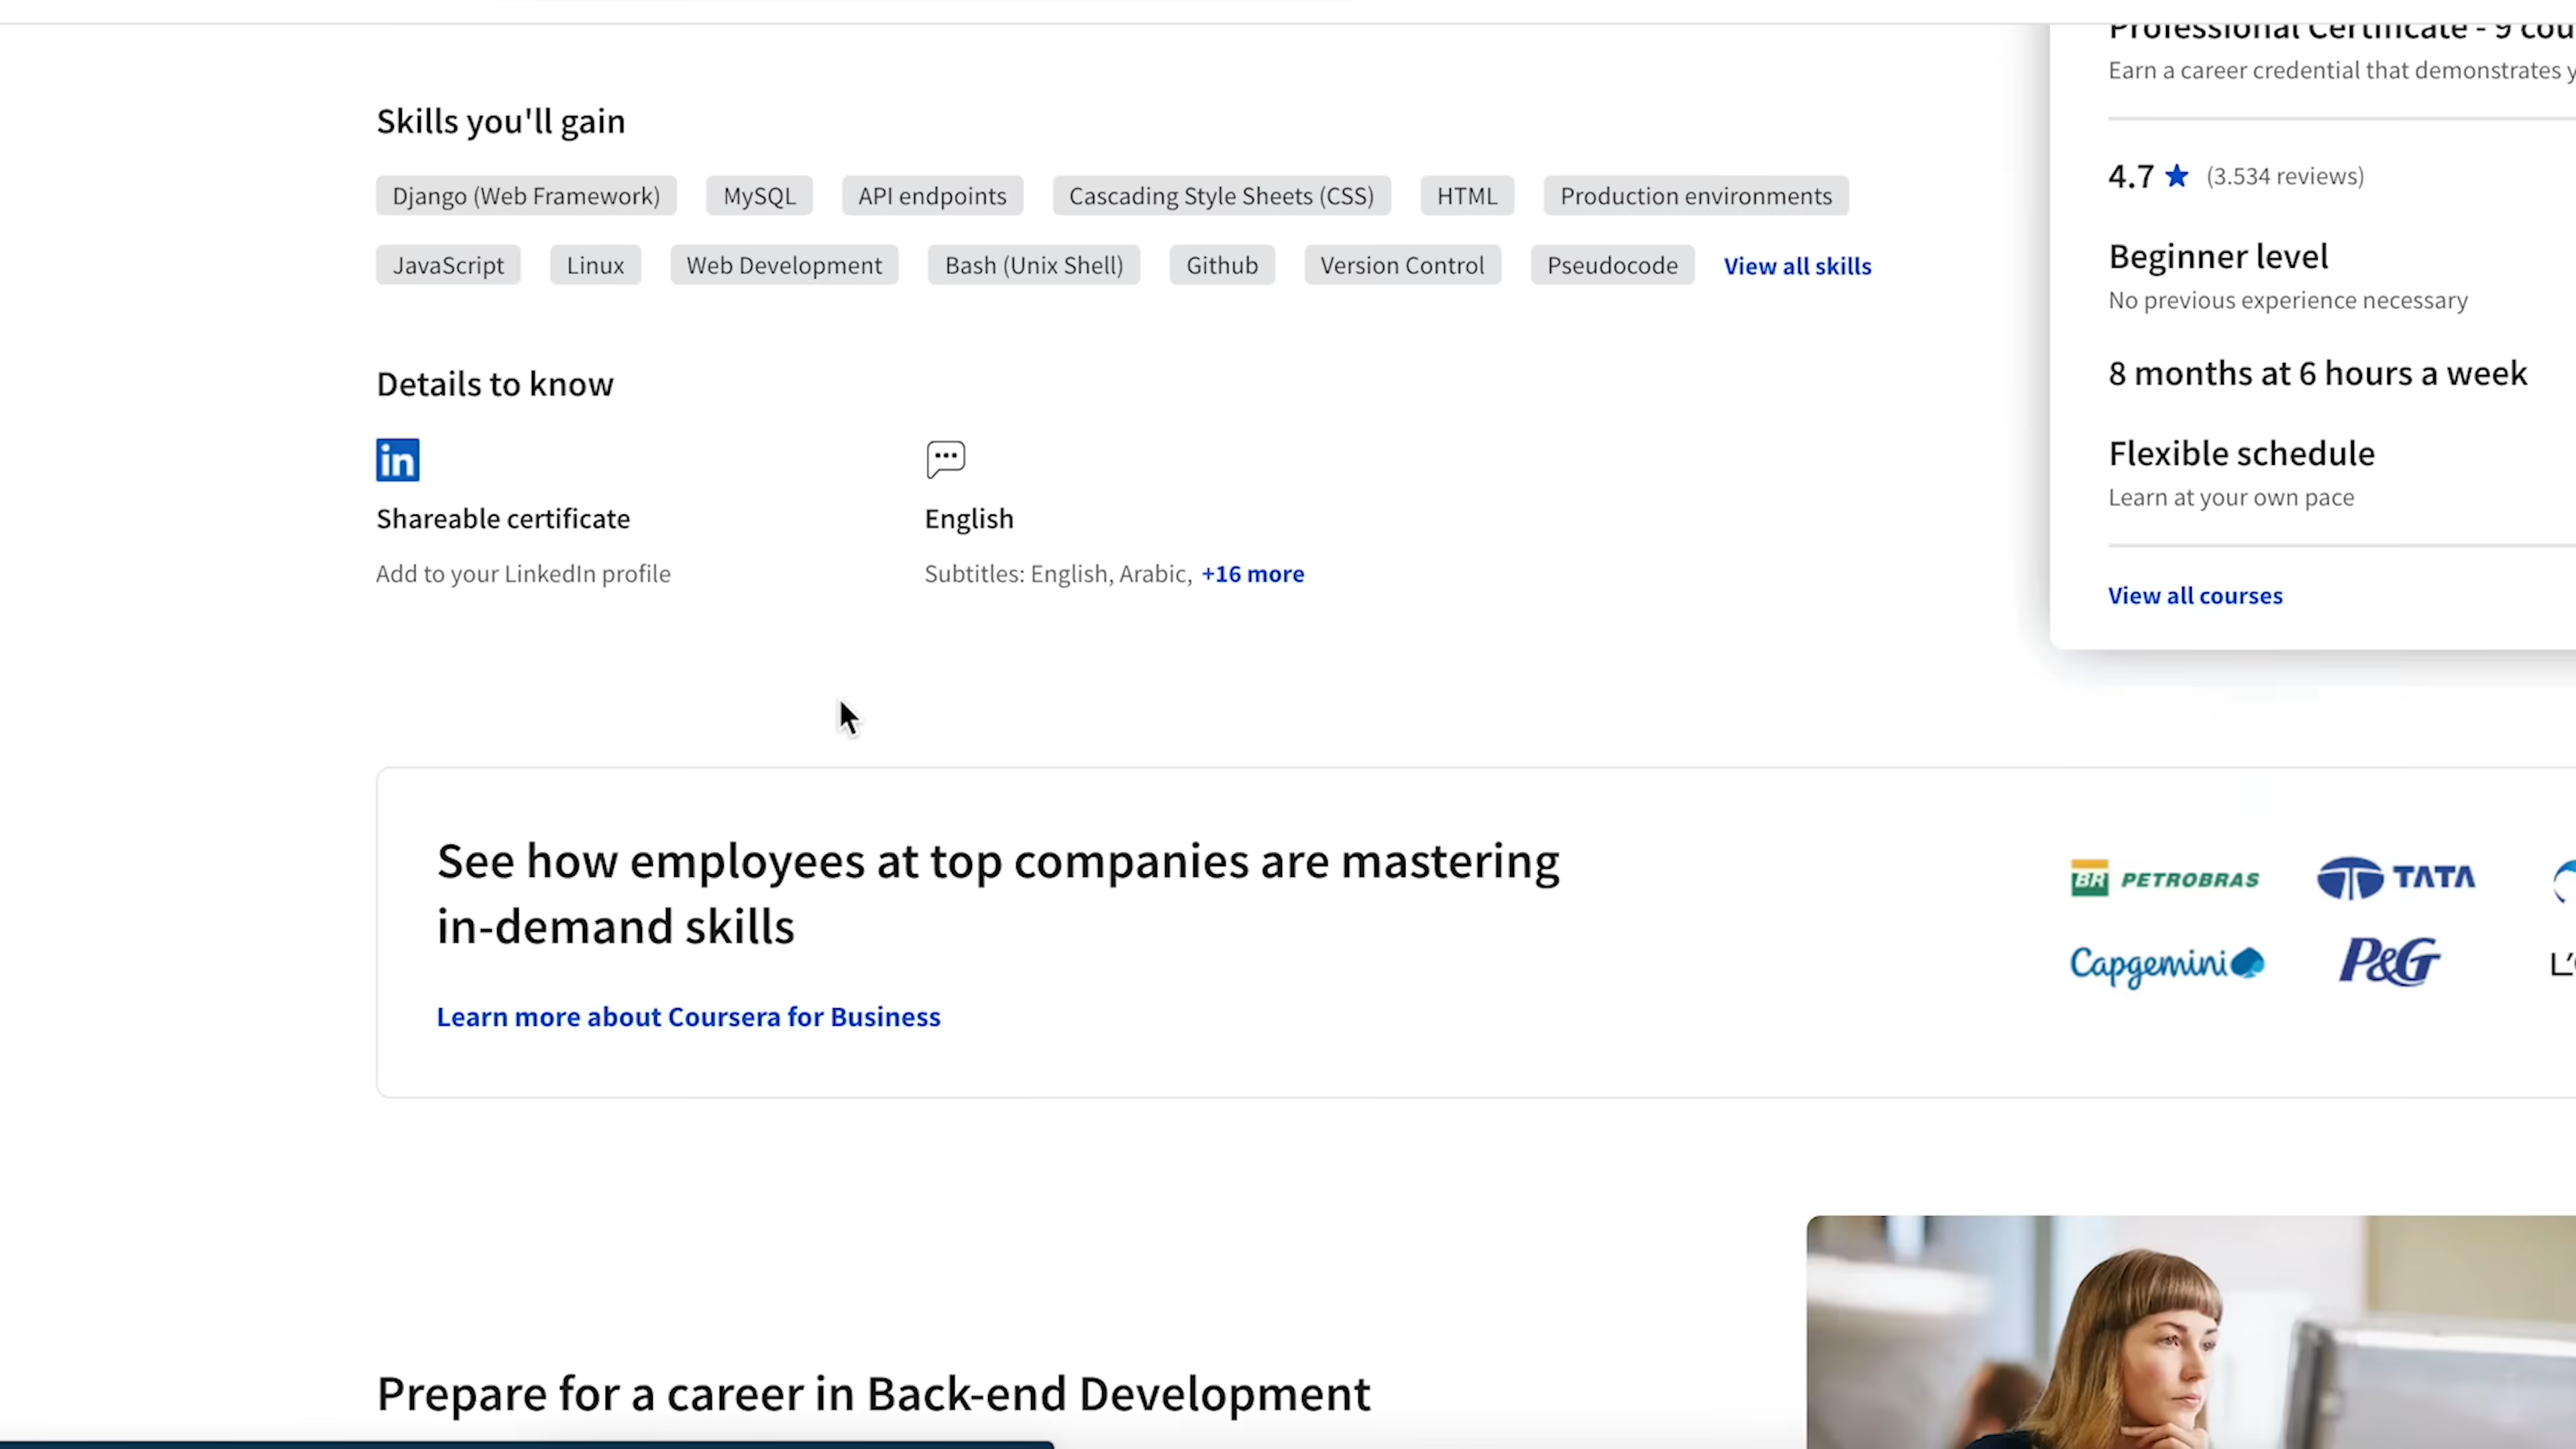 Professional Certificate - 9
Earn a career credential that demonstrates
Skills you'll gain
Django (Web Framework) MySQL API endpoints Cascading Style Sheets (CSS) HTML Production environments
JavaScript Linux Web Development Bash (Unix Shell) Github Version Control Pseudocode View all skills
4.7 (3.534 reviews)
Beginner level
No previous experience necessary
8 months at 6 hours a week
Flexible schedule
Learn at your own pace
View all courses
Details to know
in
Shareable certificate
Add to your LinkedIn profile
English
Subtitles: English, Arabic, +16 more
See how employees at top companies are mastering
in-demand skills
Learn more about Coursera for Business
BR PETROBRAS TATA
Capgemini P&G
Prepare for a career in Back-end Development